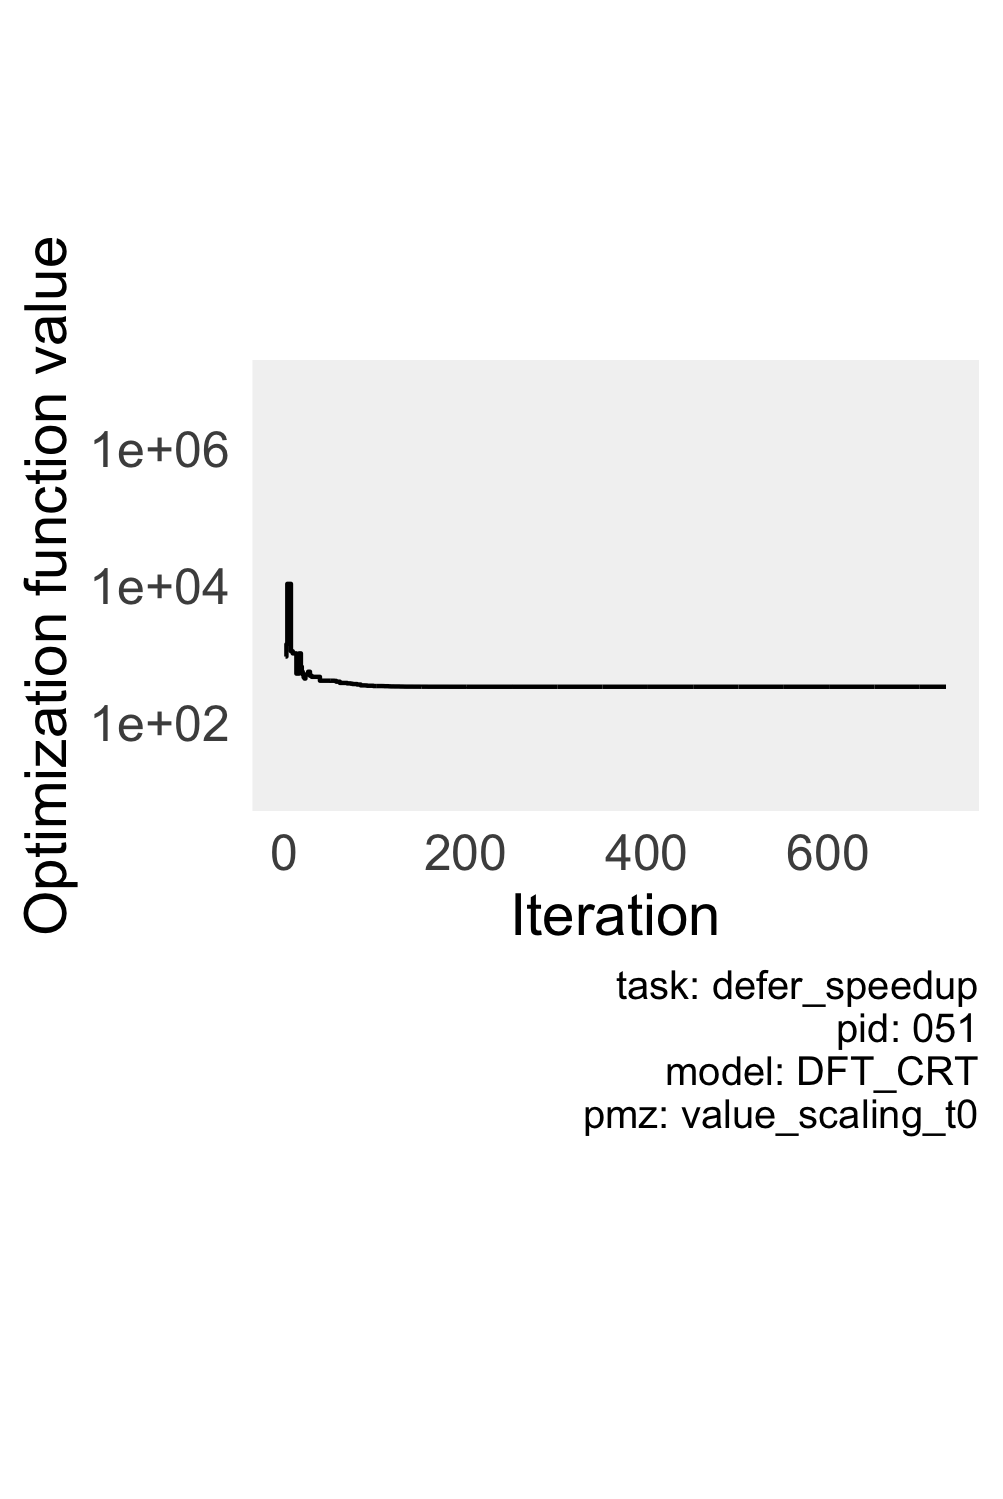 Optimization function value
1e+06
1e+04
1e+02
0 200 400 600
Iteration
task: defer_speedup
pid: 051
model: DFT_CRT
pmz: value_scaling_t0